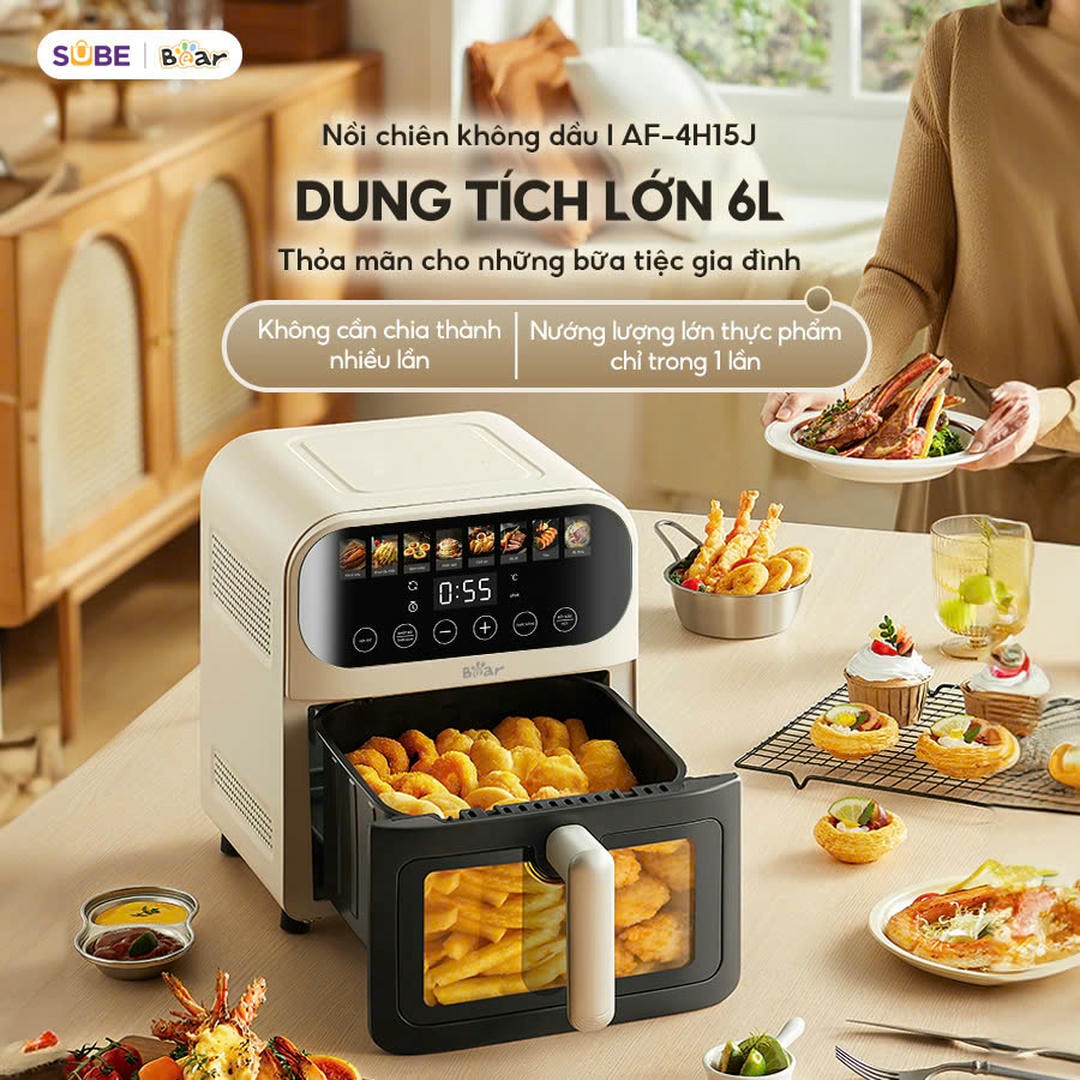 SUBE | Bear
Nồi chiên không dầu I AF-4H15J
DUNG TÍCH LỚN 6L
Thỏa mãn cho những bữa tiệc gia đình
Không cần chia thành
nhiều lần
Nướng lượng lớn thực phẩm
chỉ trong 1 lần
0:55
°C
− +
Bear